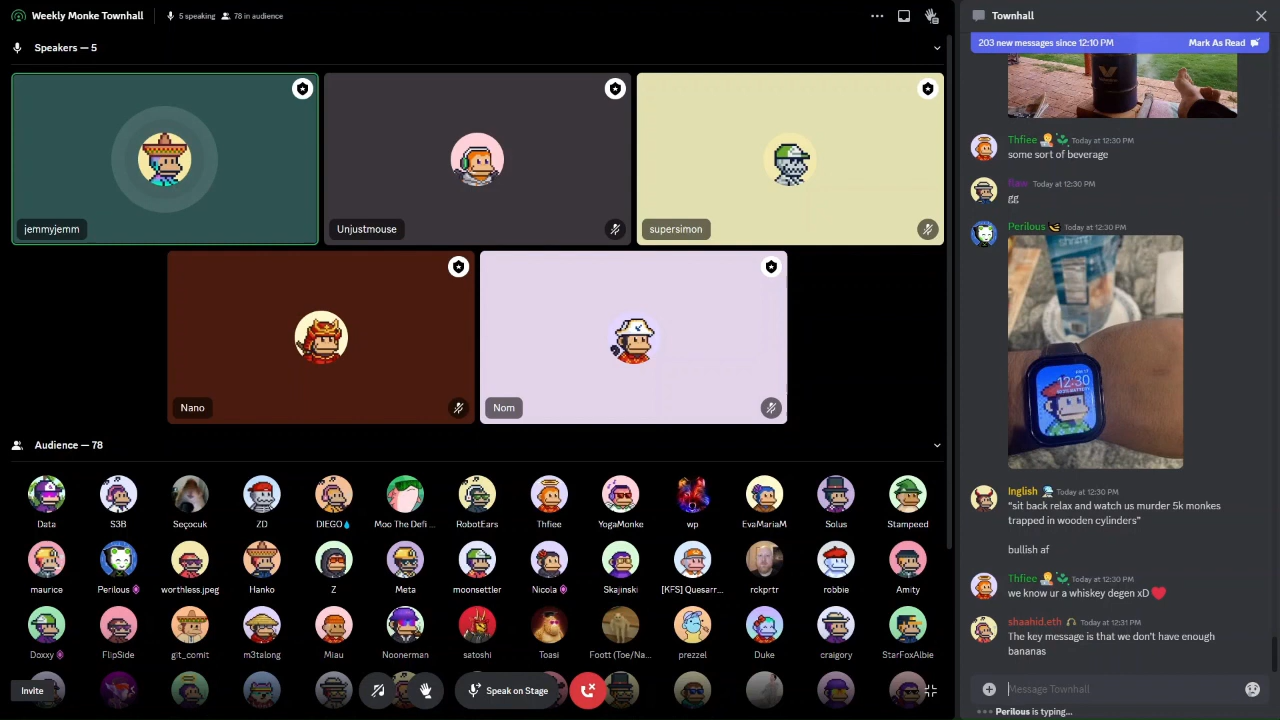 Weekly Monke Townhall
5 speaking
78 in audience
Speakers — 5
jemmyjemm
Unjustmouse
supersimon
Nano
Nom
Audience — 78
Data
S3B
Seçocuk
ZD
DIEGO
Moo The Defi ...
RobotEars
Thfiee
YogaMonke
wp
EvaMariaM
Solus
Stampeed
maurice
Perilous
worthless.jpeg
Hanko
Z
Meta
moonsettler
Nicola
Skajinski
[KFS] Quesarr...
rckprtr
robbie
Amity
Doxxy
FlipSide
git_comit
m3talong
Miau
Noonerman
satoshi
Toasi
Foott (Toe/Na...
prezzel
Duke
craigory
StarFoxAlbie
Invite
Speak on Stage
Townhall
203 new messages since 12:10 PM
Mark As Read
Thfiee Today at 12:30 PM
some sort of beverage
Today at 12:30 PM
gg
Perilous Today at 12:30 PM
12:30
Inglish Today at 12:30 PM
“sit back relax and watch us murder 5k monkes
trapped in wooden cylinders”
bullish af
Thfiee Today at 12:30 PM
we know ur a whiskey degen xD
shaahid.eth Today at 12:31 PM
The key message is that we don't have enough
bananas
Message Townhall
Perilous is typing...